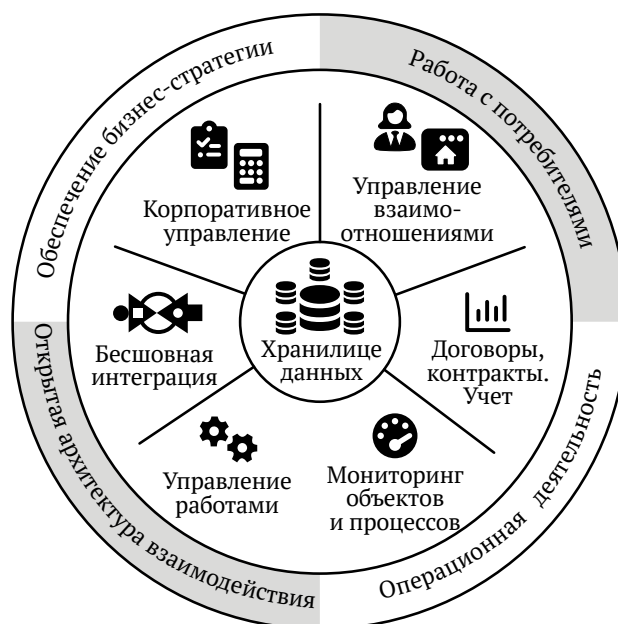 Обеспечение бизнес-стратегии
Работа с потребителями
Корпоративное
управление
Управление
взаимо-
отношениями
Бесшовная
интеграция
Хранилице
данных
Договоры,
контракты.
Учет
Управление
работами
Мониторинг
объектов
и процессов
Открытая архитектура взаимодействия
Операционная деятельность